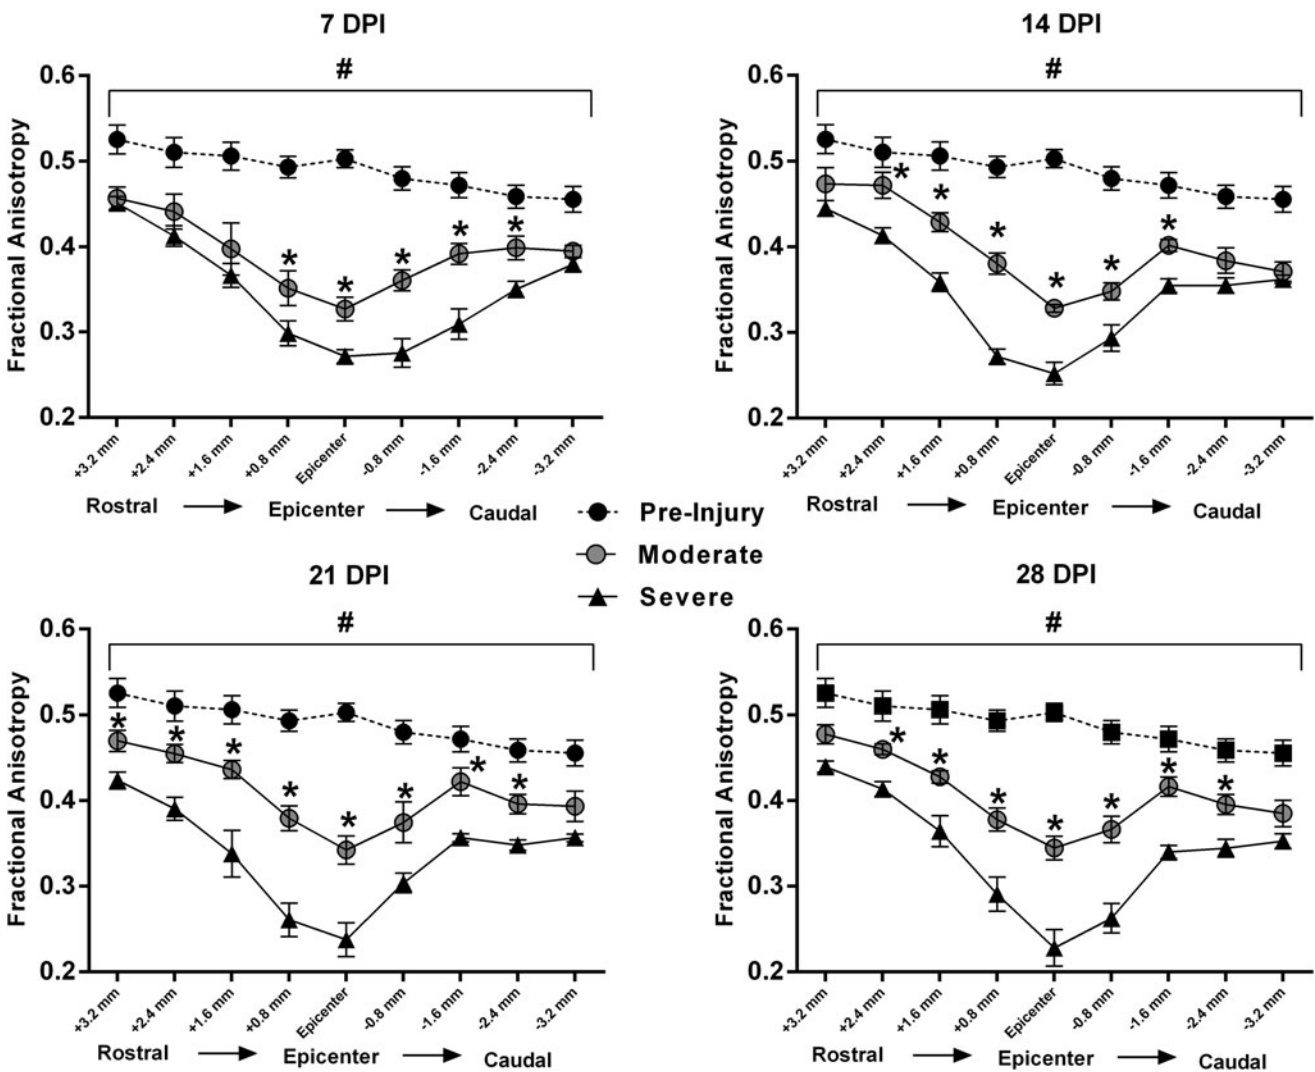 7 DPI
#
Fractional Anisotropy
0.6
0.5
0.4
0.3
0.2
* * * * *
+3.2 mm
+2.4 mm
+1.6 mm
+0.8 mm
Epicenter
-0.8 mm
-1.6 mm
-2.4 mm
-3.2 mm
Rostral Epicenter Caudal
14 DPI
#
Fractional Anisotropy
0.6
0.5
0.4
0.3
0.2
* * * * * *
+3.2 mm
+2.4 mm
+1.6 mm
+0.8 mm
Epicenter
-0.8 mm
-1.6 mm
-2.4 mm
-3.2 mm
Rostral Epicenter Caudal
Pre-Injury
Moderate
Severe
21 DPI
#
Fractional Anisotropy
0.6
0.5
0.4
0.3
0.2
* * * * * * * *
+3.2 mm
+2.4 mm
+1.6 mm
+0.8 mm
Epicenter
-0.8 mm
-1.6 mm
-2.4 mm
-3.2 mm
Rostral Epicenter Caudal
28 DPI
#
Fractional Anisotropy
0.6
0.5
0.4
0.3
0.2
* * * * * * *
+3.2 mm
+2.4 mm
+1.6 mm
+0.8 mm
Epicenter
-0.8 mm
-1.6 mm
-2.4 mm
-3.2 mm
Rostral Epicenter Caudal